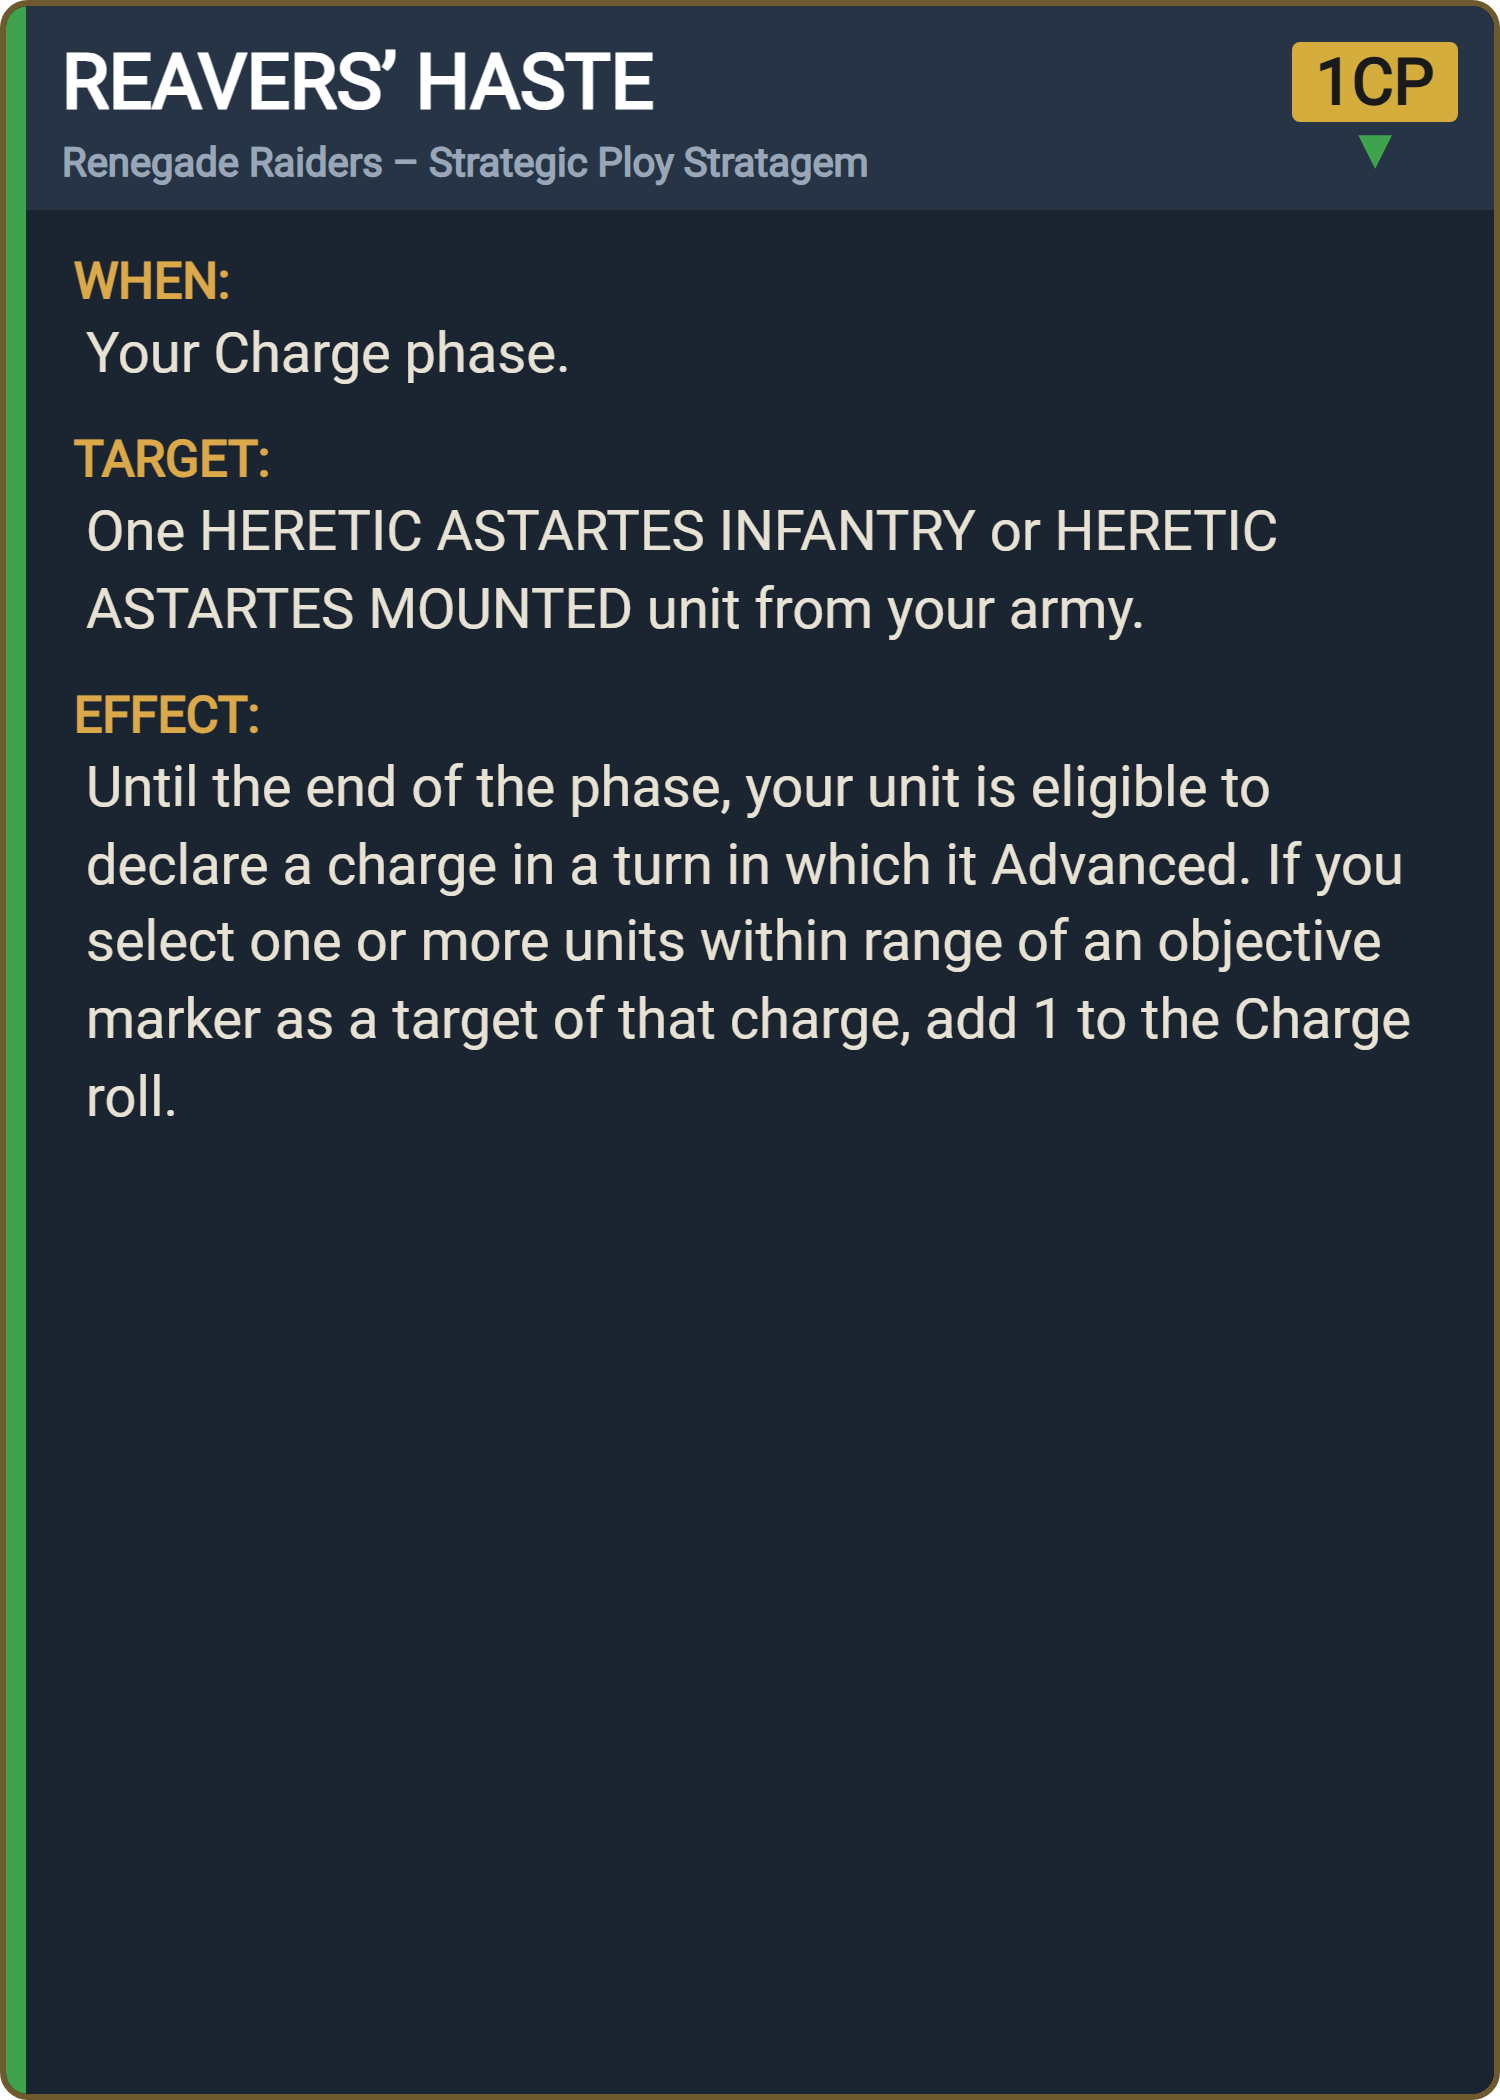 REAVERS’ HASTE
1CP
Renegade Raiders – Strategic Ploy Stratagem
WHEN:
Your Charge phase.
TARGET:
One HERETIC ASTARTES INFANTRY or HERETIC
ASTARTES MOUNTED unit from your army.
EFFECT:
Until the end of the phase, your unit is eligible to
declare a charge in a turn in which it Advanced. If you
select one or more units within range of an objective
marker as a target of that charge, add 1 to the Charge
roll.